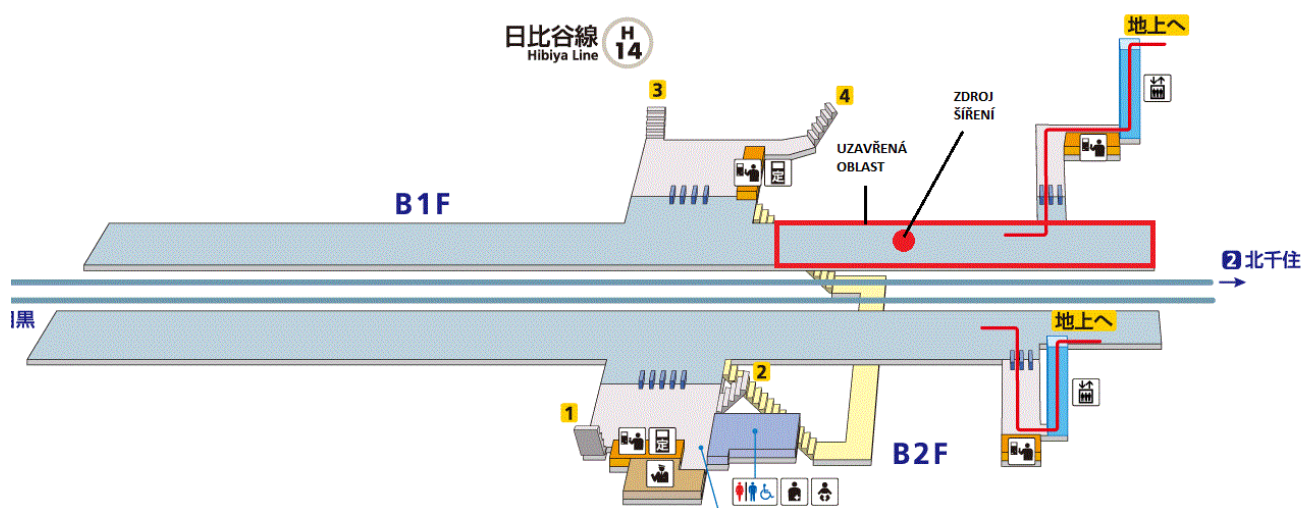 日比谷線
Hibiya Line
H
14
地上へ
3
4
ZDROJ
ŠÍŘENÍ
UZAVŘENÁ
OBLAST
定
B1F
2 北千住
黒
地上へ
2
1
定
B2F